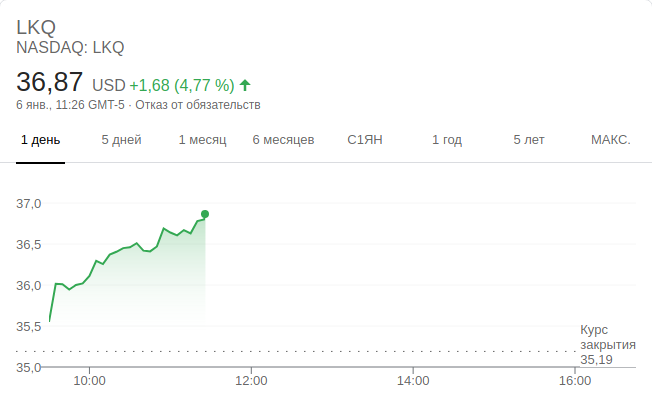 LKQ
NASDAQ: LKQ
36,87 USD +1,68 (4,77 %)
6 янв., 11:26 GMT-5 · Отказ от обязательств
1 день 5 дней 1 месяц 6 месяцев С1ЯН 1 год 5 лет МАКС.
37,0
36,5
36,0
35,5
Курс
закрытия
35,19
35,0
10:00 12:00 14:00 16:00